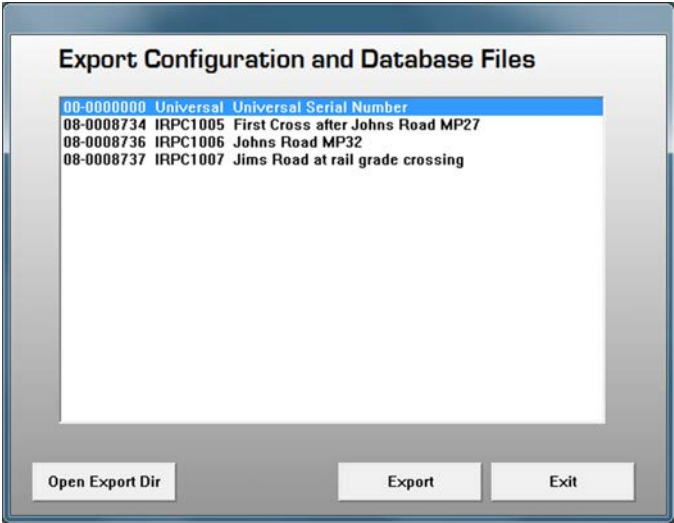 Export Configuration and Database Files
00-0000000 Universal Universal Serial Number
08-0008734 IRPC1005 First Cross after Johns Road MP27
08-0008736 IRPC1006 Johns Road MP32
08-0008737 IRPC1007 Jims Road at rail grade crossing
Open Export Dir Export Exit